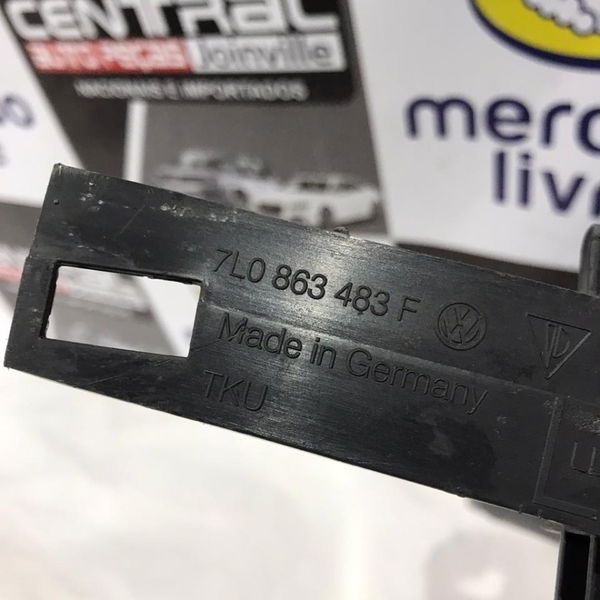 CENTRAL
AUTO PEÇAS Joinville
NACIONAIS E IMPORTADOS
merc
livr
7L0 863 483 F
Made in Germany
TKU